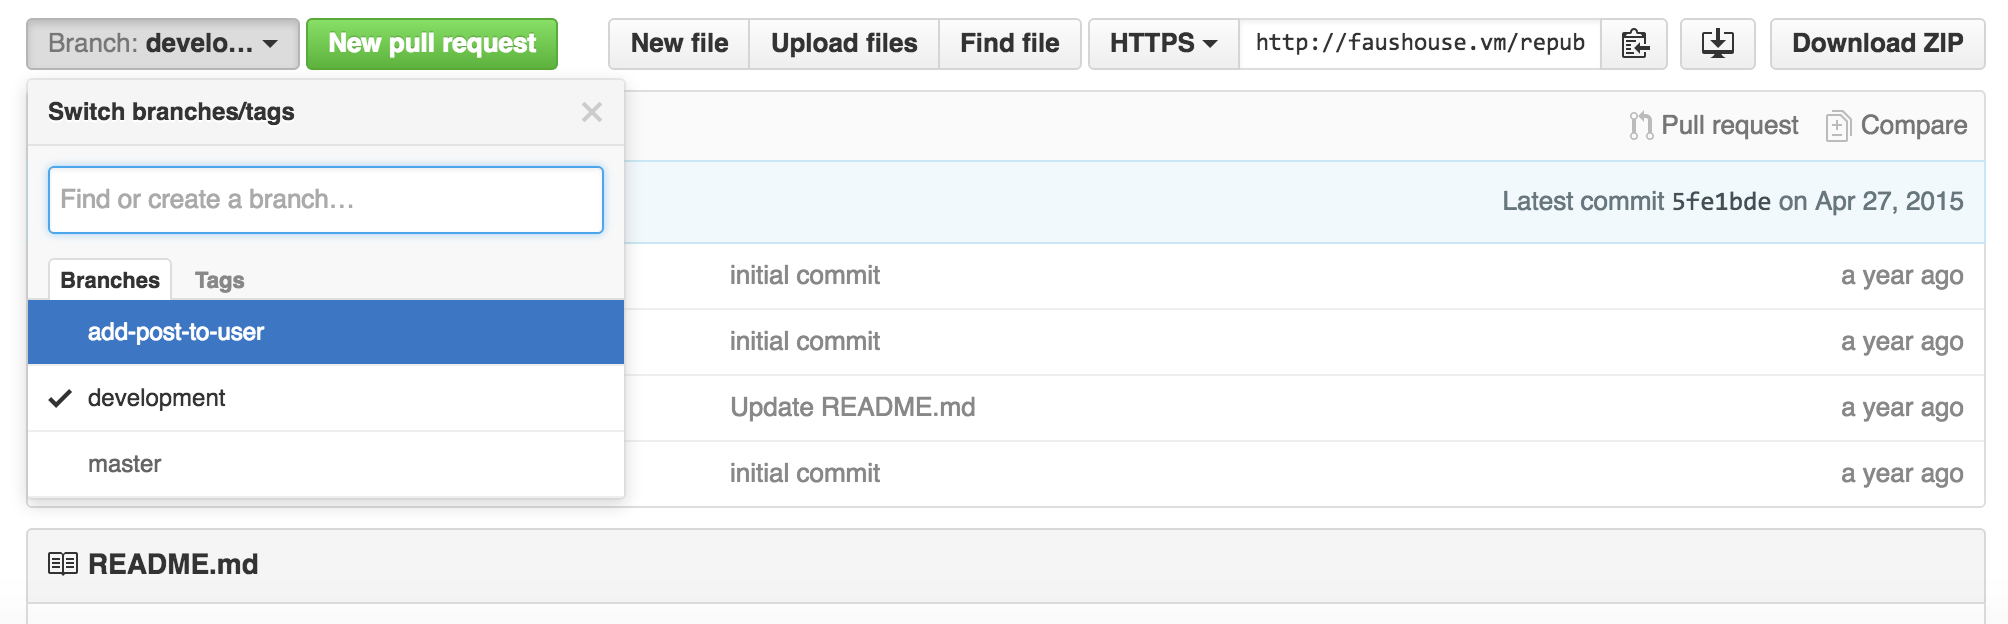 Branch: develo... New pull request New file Upload files Find file HTTPS http://faushouse.vm/repub Download ZIP
Switch branches/tags
Pull request Compare
Find or create a branch…
Latest commit 5fe1bde on Apr 27, 2015
Branches Tags
initial commit a year ago
add-post-to-user
initial commit a year ago
development
Update README.md a year ago
master
initial commit a year ago
README.md